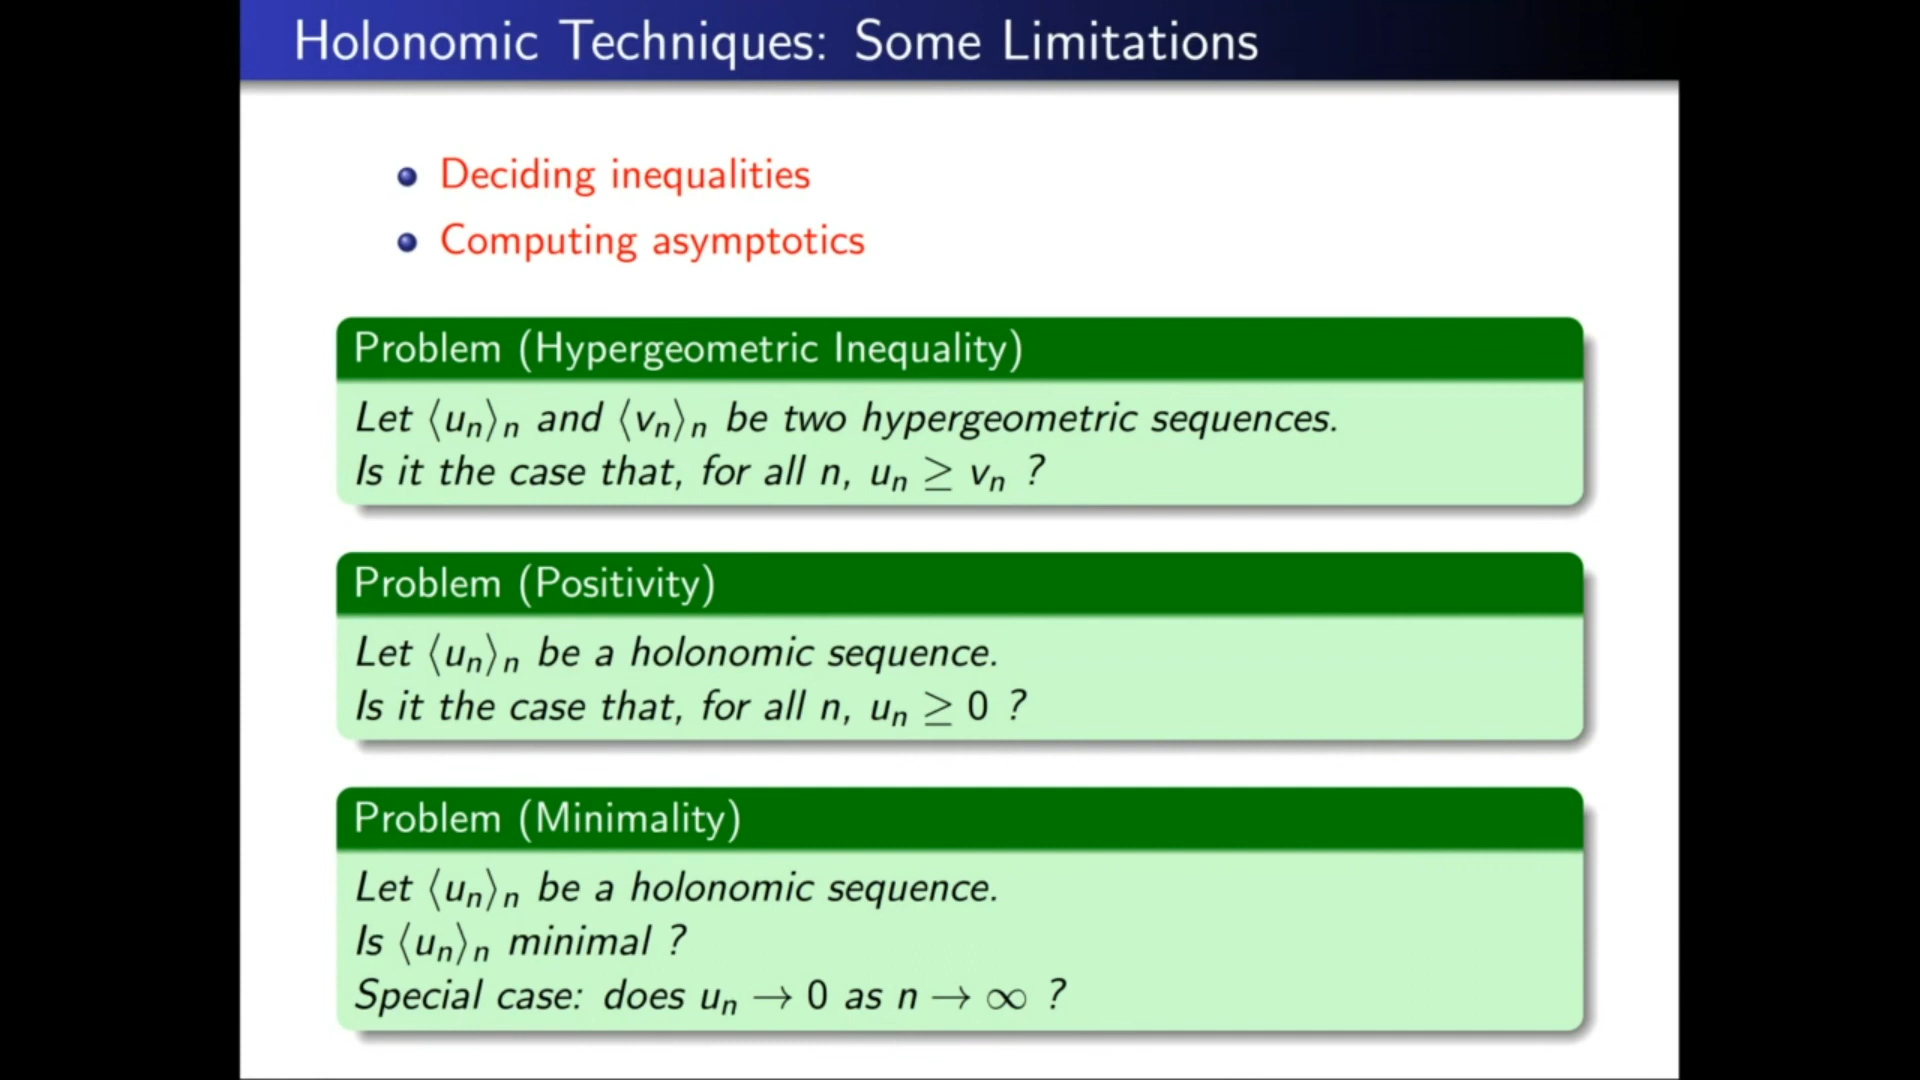 Holonomic Techniques: Some Limitations
Deciding inequalities
Computing asymptotics
Problem (Hypergeometric Inequality)
Let ⟨uₙ⟩ₙ and ⟨vₙ⟩ₙ be two hypergeometric sequences.
Is it the case that, for all n, uₙ ≥ vₙ ?
Problem (Positivity)
Let ⟨uₙ⟩ₙ be a holonomic sequence.
Is it the case that, for all n, uₙ ≥ 0 ?
Problem (Minimality)
Let ⟨uₙ⟩ₙ be a holonomic sequence.
Is ⟨uₙ⟩ₙ minimal ?
Special case: does uₙ → 0 as n → ∞ ?